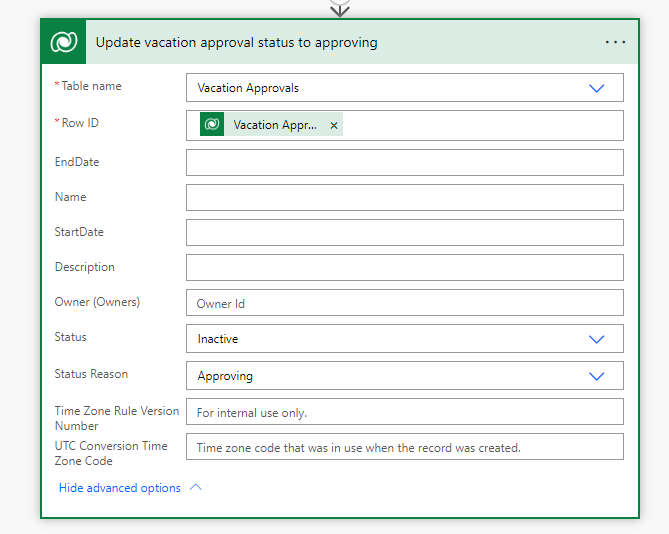 Update vacation approval status to approving
* Table name
Vacation Approvals
* Row ID
Vacation Appr...
EndDate
Name
StartDate
Description
Owner (Owners)
Owner Id
Status
Inactive
Status Reason
Approving
Time Zone Rule Version
Number
For internal use only.
UTC Conversion Time
Zone Code
Time zone code that was in use when the record was created.
Hide advanced options